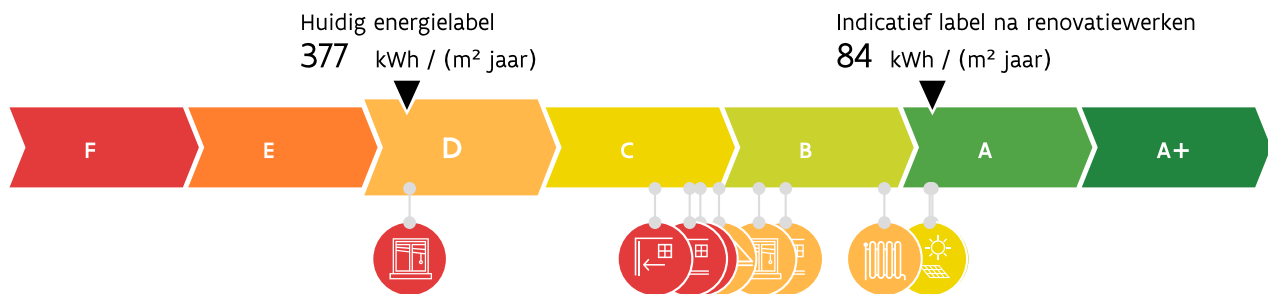 Huidig energielabel
377 kWh / (m² jaar)
Indicatief label na renovatiewerken
84 kWh / (m² jaar)
F
E
D
C
B
A
A+